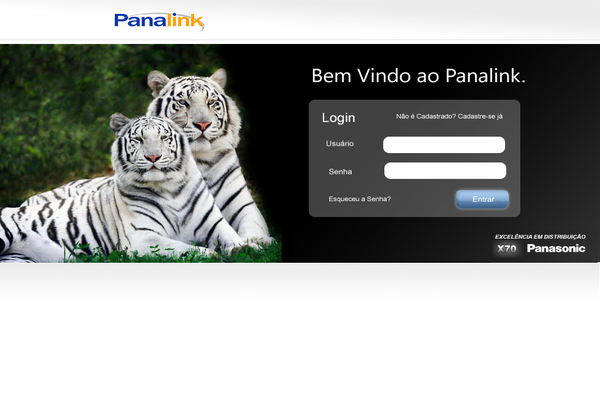 Panalink
Bem Vindo ao Panalink.
Login
Não é Cadastrado? Cadastre-se já
Usuário
Senha
Esqueceu a Senha?
Entrar
EXCELÊNCIA EM DISTRIBUIÇÃO
X70 Panasonic